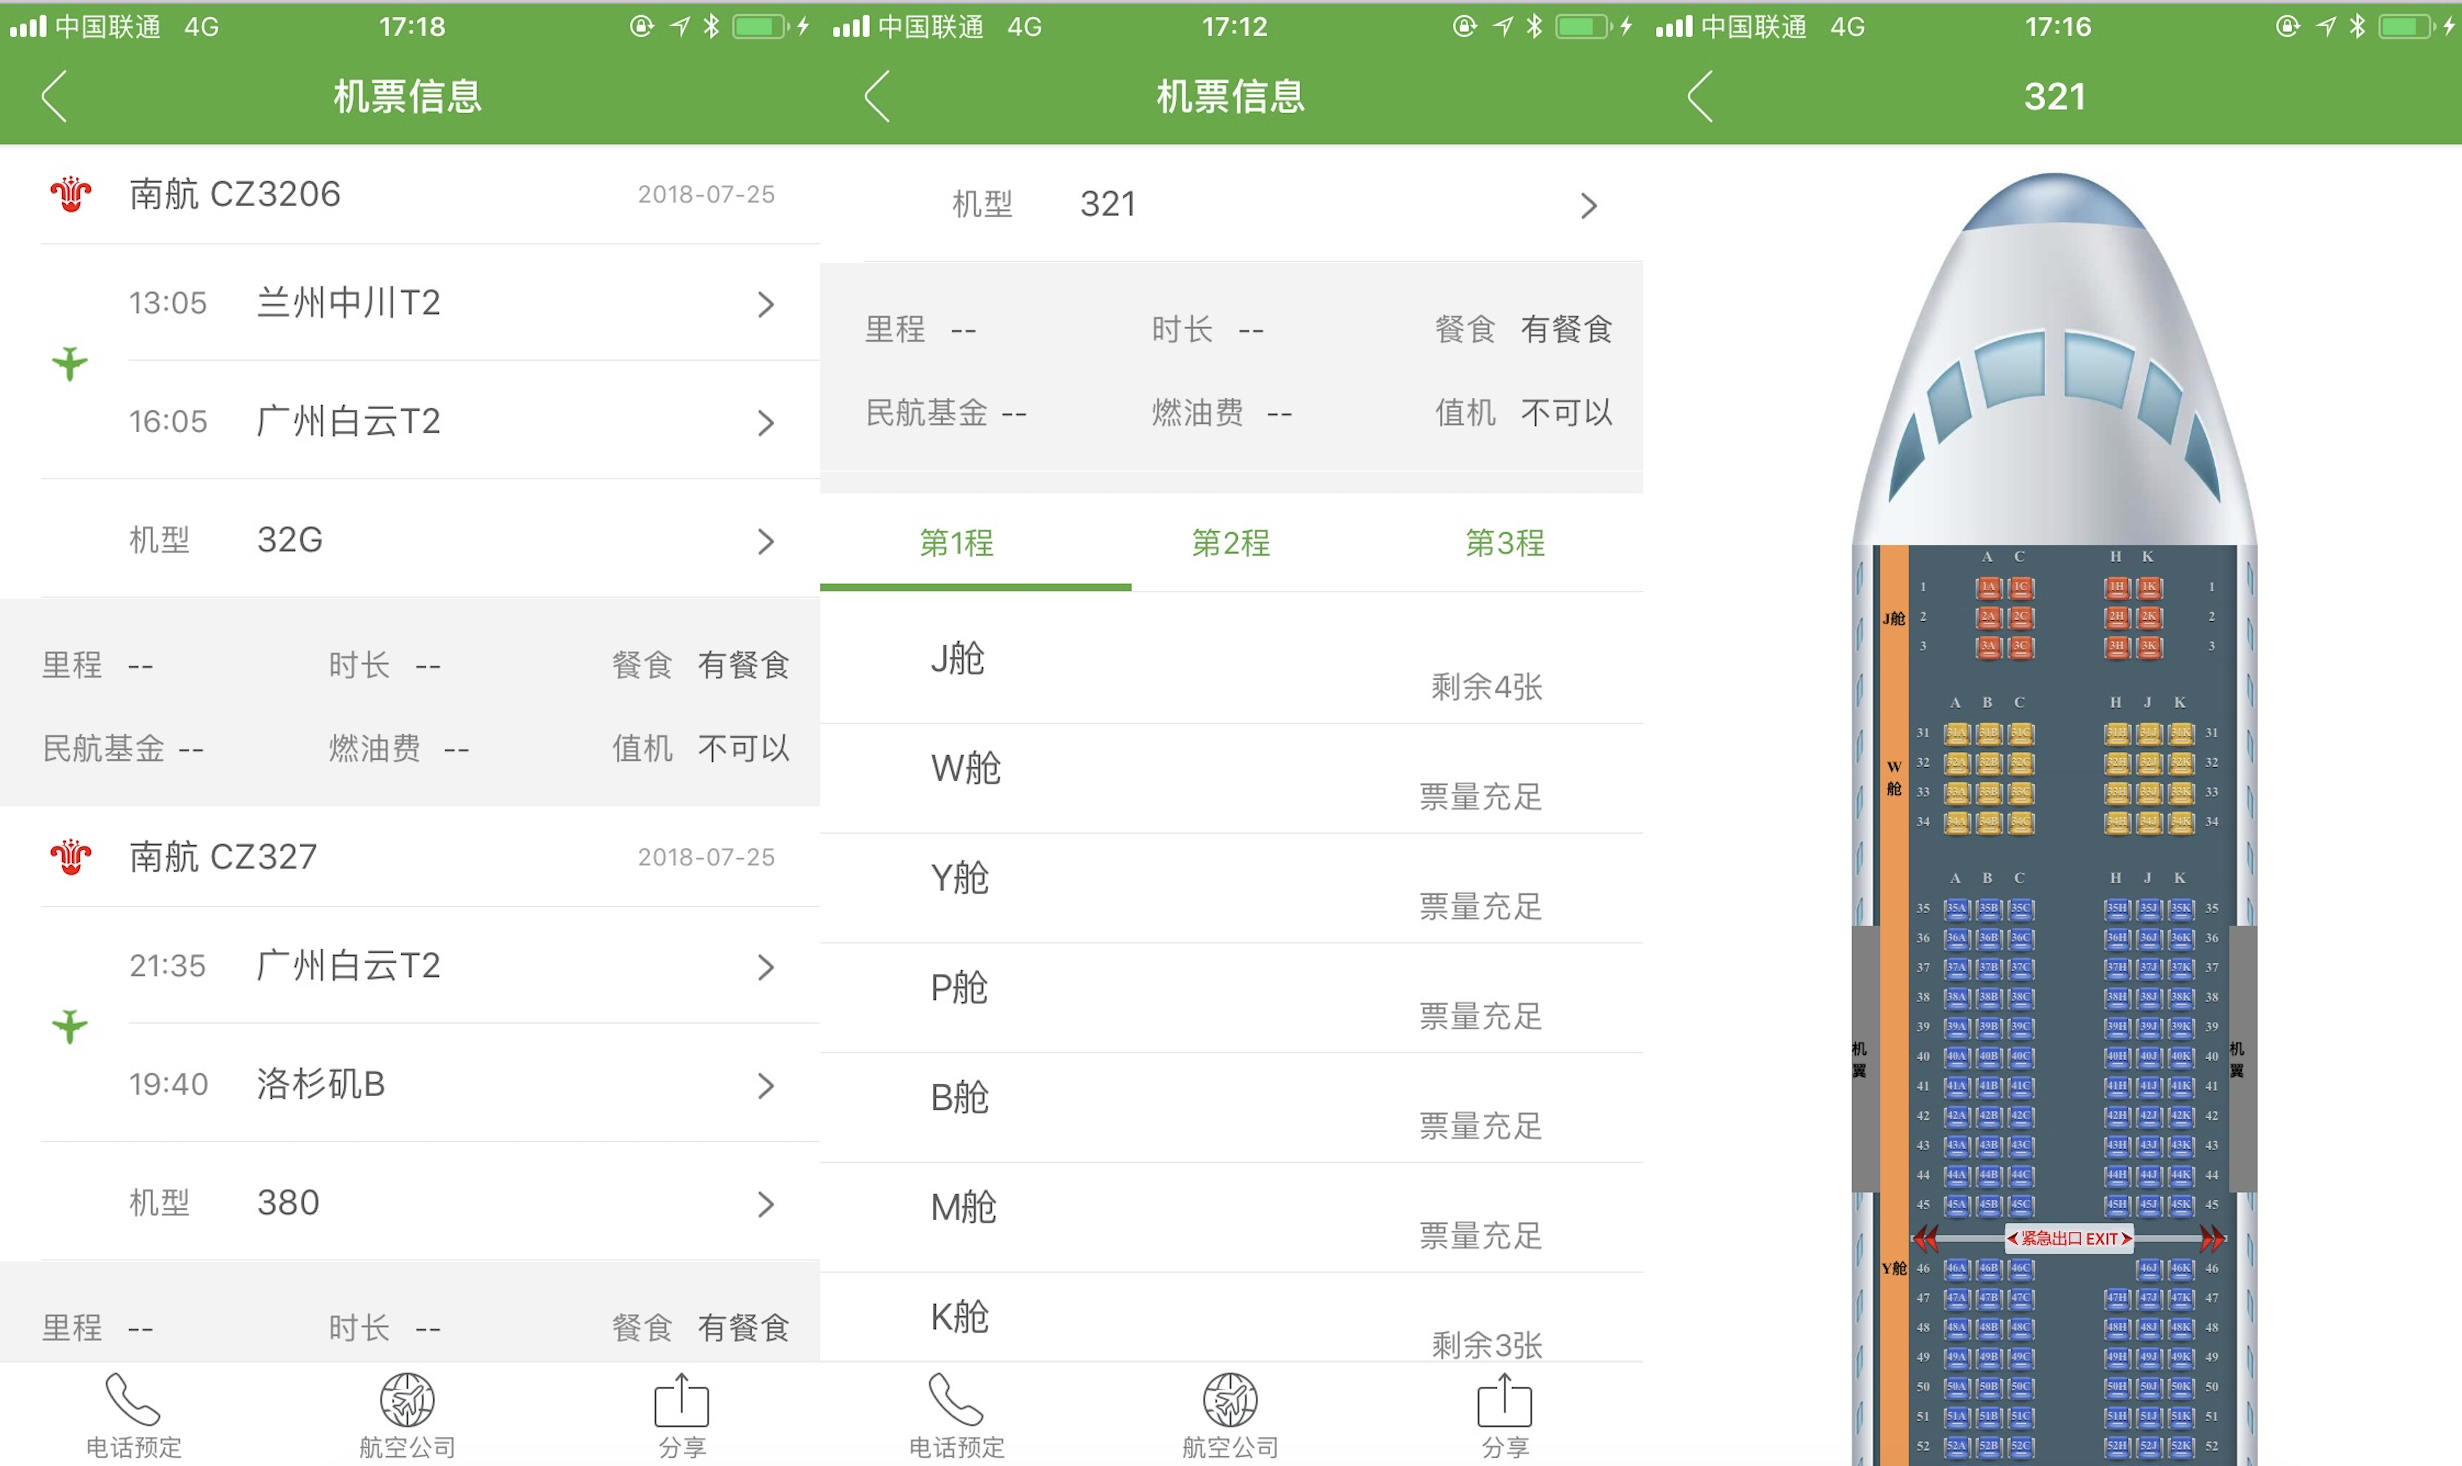 中国联通 4G 17:18
机票信息
南航 CZ3206 2018-07-25
13:05 兰州中川T2
16:05 广州白云T2
机型 32G
里程 -- 时长 -- 餐食 有餐食
民航基金 -- 燃油费 -- 值机 不可以
南航 CZ327 2018-07-25
21:35 广州白云T2
19:40 洛杉矶B
机型 380
里程 -- 时长 -- 餐食 有餐食
电话预定 航空公司 分享
中国联通 4G 17:12
机票信息
机型 321
里程 -- 时长 -- 餐食 有餐食
民航基金 -- 燃油费 -- 值机 不可以
第1程 第2程 第3程
J舱 剩余4张
W舱 票量充足
Y舱 票量充足
P舱 票量充足
B舱 票量充足
M舱 票量充足
K舱 剩余3张
电话预定 航空公司 分享
中国联通 4G 17:16
321
A C H K
1 1A 1C 1H 1K 1
J舱 2 2A 2C 2H 2K 2
3 3A 3C 3H 3K 3
A B C H J K
31 31A 31B 31C 31H 31J 31K 31
W舱 32 32A 32B 32C 32H 32J 32K 32
33 33A 33B 33C 33H 33J 33K 33
34 34A 34B 34C 34H 34J 34K 34
A B C H J K
35 35A 35B 35C 35H 35J 35K 35
36 36A 36B 36C 36H 36J 36K 36
37 37A 37B 37C 37H 37J 37K 37
38 38A 38B 38C 38H 38J 38K 38
39 39A 39B 39C 39H 39J 39K 39
机翼 40 40A 40B 40C 40H 40J 40K 40 机翼
41 41A 41B 41C 41H 41J 41K 41
42 42A 42B 42C 42H 42J 42K 42
43 43A 43B 43C 43H 43J 43K 43
44 44A 44B 44C 44H 44J 44K 44
45 45A 45B 45C 45H 45J 45K 45
紧急出口 EXIT
Y舱 46 46A 46B 46C 46J 46K 46
47 47A 47B 47C 47H 47J 47K 47
48 48A 48B 48C 48H 48J 48K 48
49 49A 49B 49C 49H 49J 49K 49
50 50A 50B 50C 50H 50J 50K 50
51 51A 51B 51C 51H 51J 51K 51
52 52A 52B 52C 52H 52J 52K 52